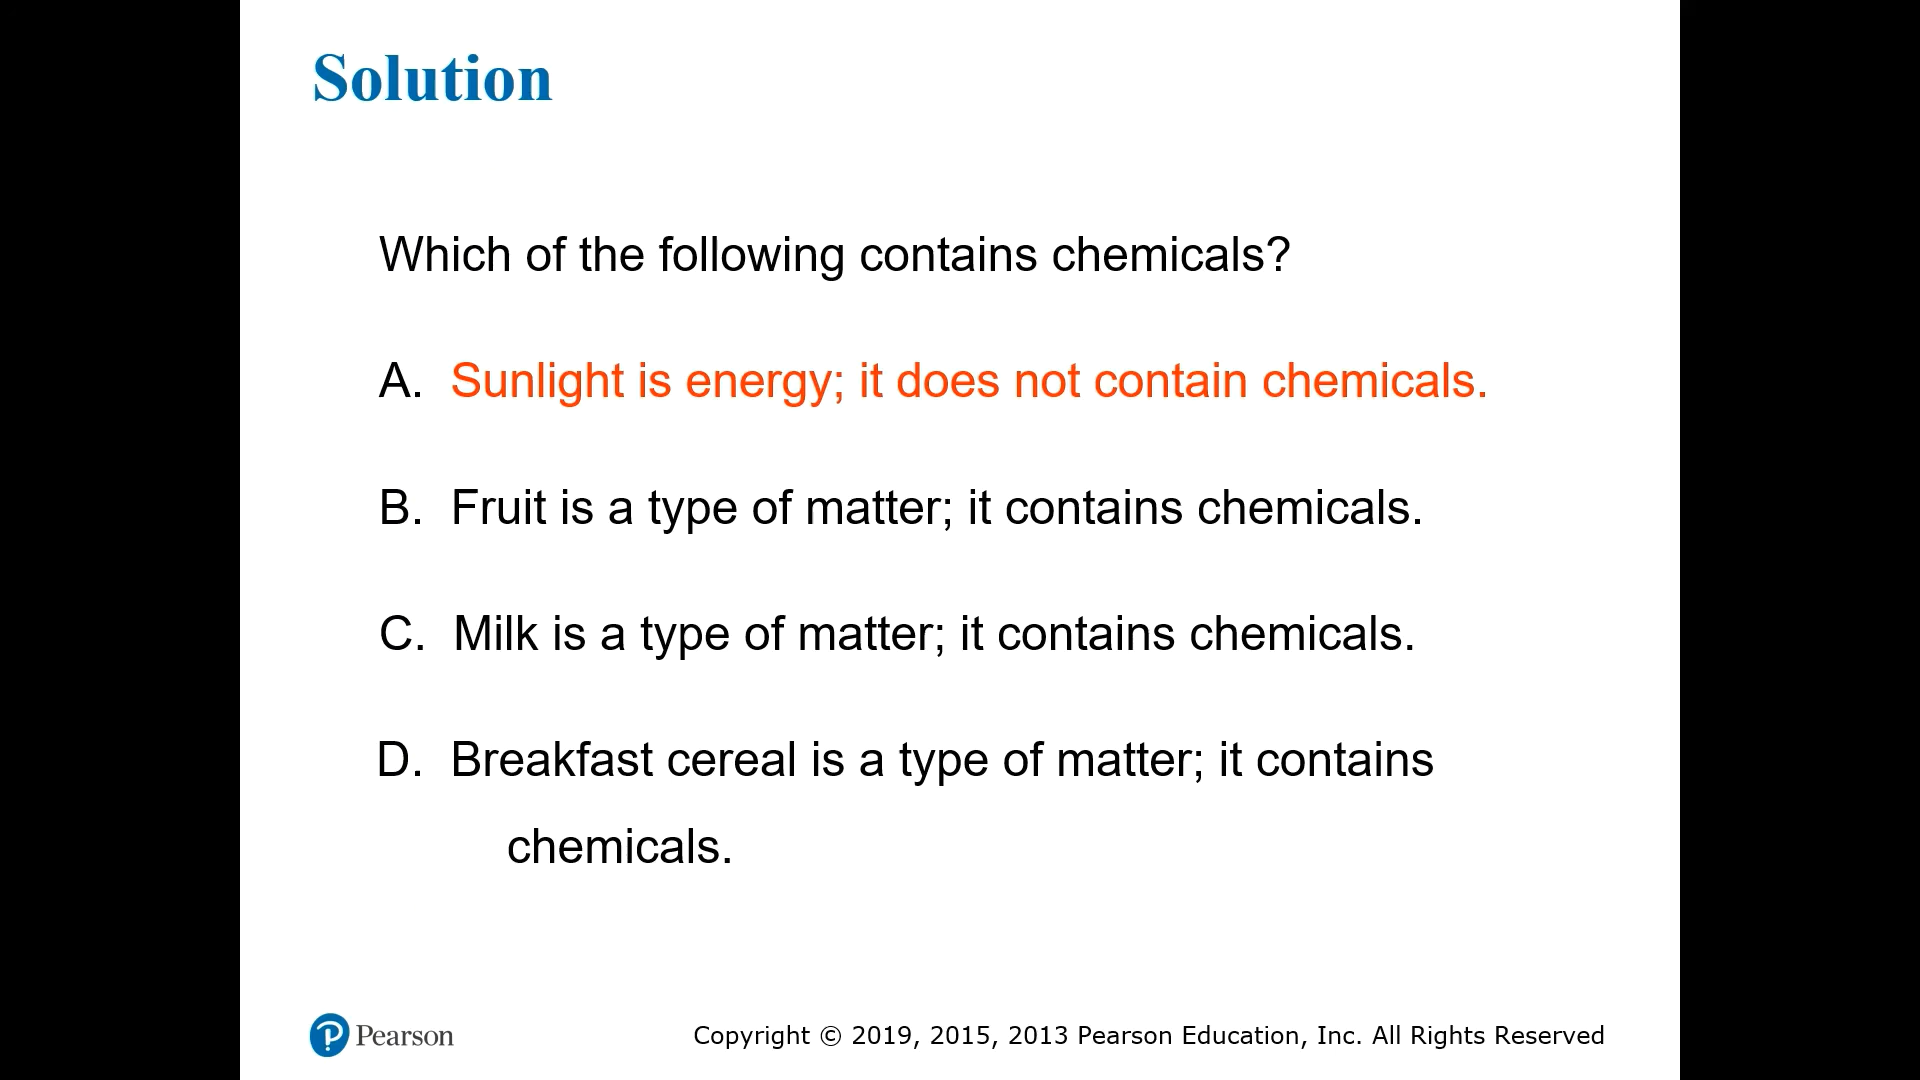 Solution
Which of the following contains chemicals?
A. Sunlight is energy; it does not contain chemicals.
B. Fruit is a type of matter; it contains chemicals.
C. Milk is a type of matter; it contains chemicals.
D. Breakfast cereal is a type of matter; it contains
chemicals.
P Pearson
Copyright © 2019, 2015, 2013 Pearson Education, Inc. All Rights Reserved